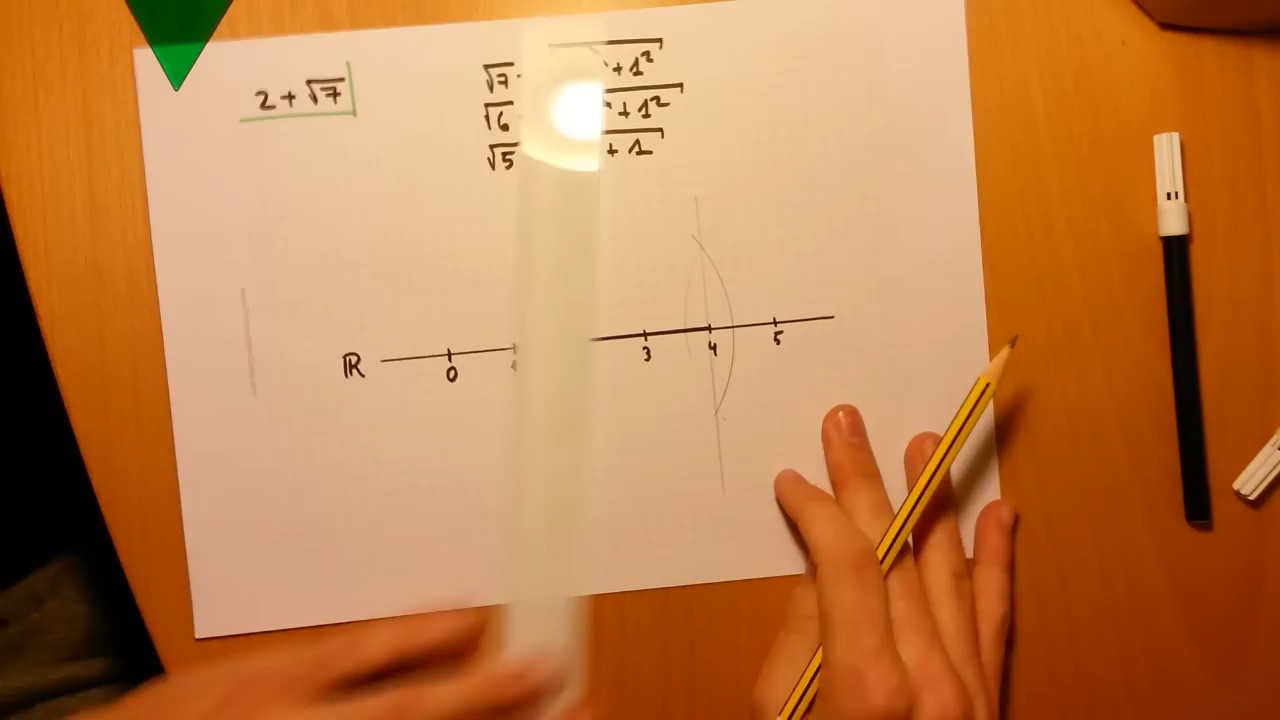 2 + √7
√7 + 1²
√6 + 1²
√5 + 1
ℝ 0 3 4 5